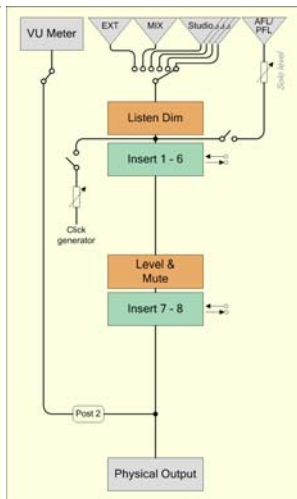 EXT
MIX
Studio
AFL/
PFL
VU Meter
Solo level
Listen Dim
Insert 1 - 6
Click
generator
Level &
Mute
Insert 7 - 8
Post 2
Physical Output